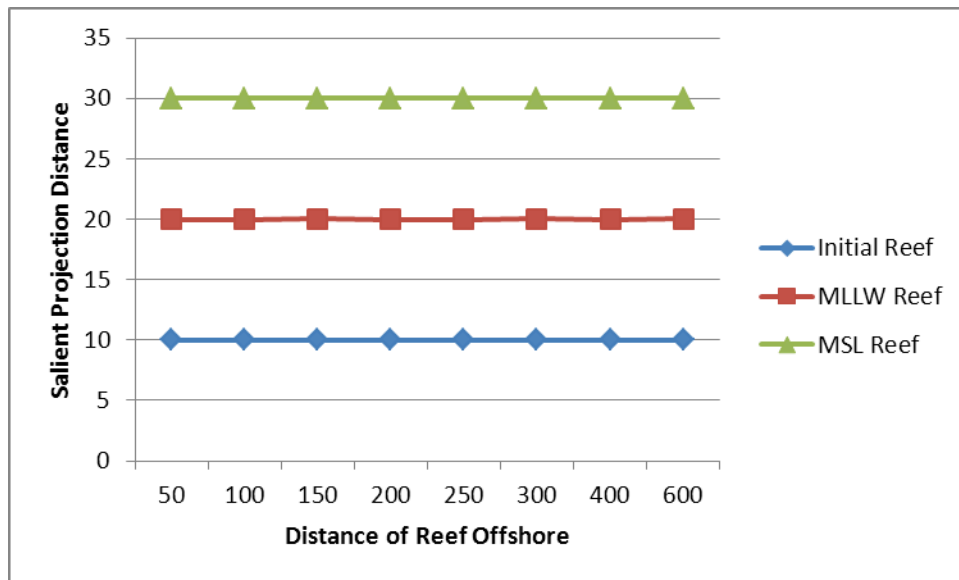 35
30
25
20
15
10
5
0
Salient Projection Distance
50 100 150 200 250 300 400 600
Distance of Reef Offshore
Initial Reef
MLLW Reef
MSL Reef